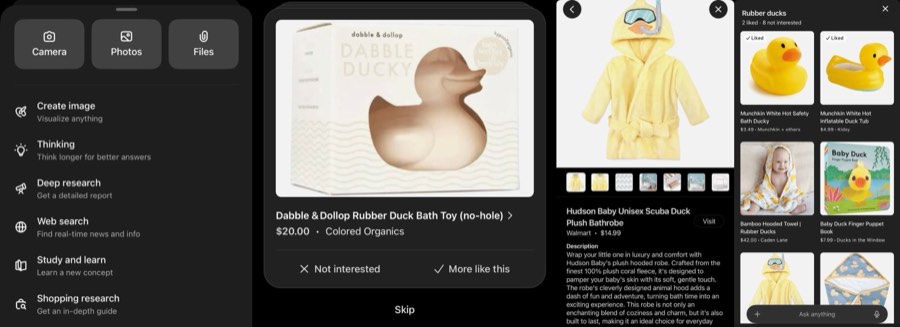 Camera
Photos
Files
Create image
Visualize anything
Thinking
Think longer for better answers
Deep research
Get a detailed report
Web search
Find real-time news and info
Study and learn
Learn a new concept
Shopping research
Get an in-depth guide
dabble & dollop
DABBLE
DUCKY
Dabble & Dollop Rubber Duck Bath Toy (no-hole) >
$20.00 • Colored Organics
Not interested
More like this
Skip
Hudson Baby Unisex Scuba Duck
Plush Bathrobe
Walmart • $14.99
Visit
Description
Wrap your little one in luxury and comfort with
Hudson Baby's plush hooded robe. Crafted from the
finest 100% plush coral fleece, it's designed to
pamper your baby's skin with its soft, gentle touch.
The robe's cleverly designed animal hood adds a
dash of fun and adventure, turning bath time into an
exciting experience. This robe is not only an
enchanting blend of coziness and charm, but it's also
built to last, making it an ideal choice for everyday
Rubber ducks
2 liked · 8 not interested
Liked
Liked
Munchkin White Hot Safety
Bath Ducky
$3.49 • Munchkin + others
Munchkin White Hot
Inflatable Duck Tub
Baby Duck
Finger Puppet
Book
Bamboo Hooded Towel |
Rubber Ducks
$42.00 • Caden Lane
Baby Duck Finger Puppet
Book
$7.99 • Ducks in the Window
Ask anything